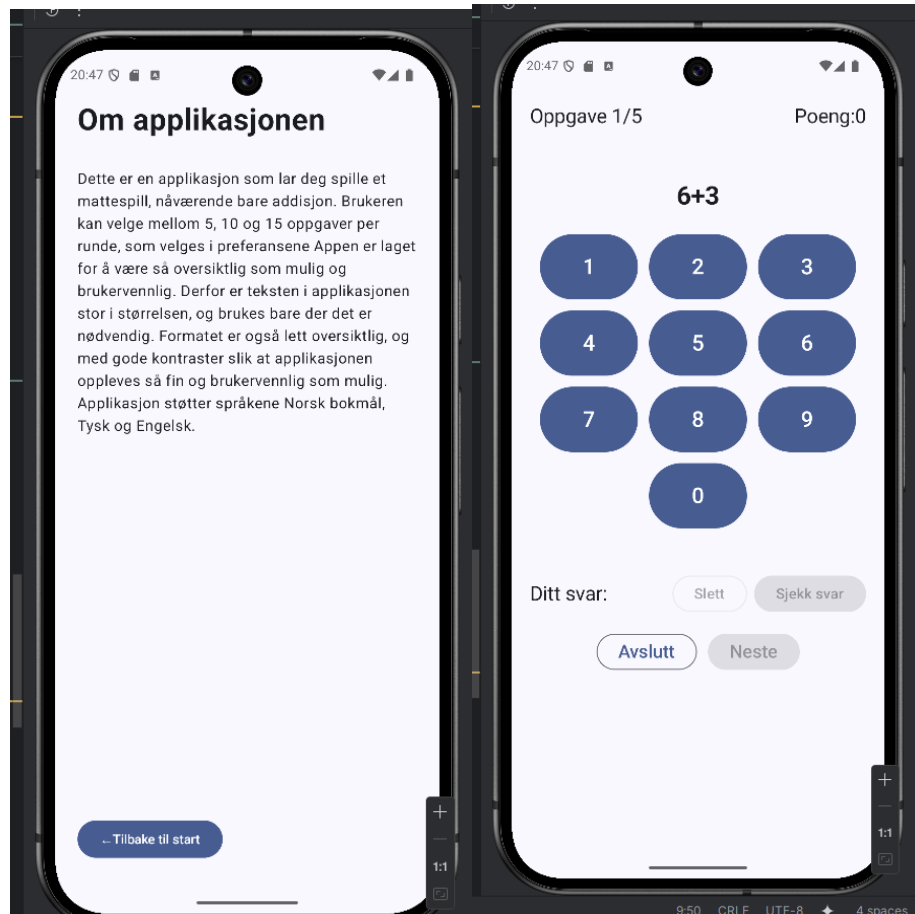 20:47
Om applikasjonen
Dette er en applikasjon som lar deg spille et
mattespill, nåværende bare addisjon. Brukeren
kan velge mellom 5, 10 og 15 oppgaver per
runde, som velges i preferansene Appen er laget
for å være så oversiktlig som mulig og
brukervennlig. Derfor er teksten i applikasjonen
stor i størrelsen, og brukes bare der det er
nødvendig. Formatet er også lett oversiktlig, og
med gode kontraster slik at applikasjonen
oppleves så fin og brukervennlig som mulig.
Applikasjon støtter språkene Norsk bokmål,
Tysk og Engelsk.
←Tilbake til start
1:1
20:47
Oppgave 1/5 Poeng:0
6+3
1 2 3
4 5 6
7 8 9
0
Ditt svar: Slett Sjekk svar
Avslutt Neste
1:1
9:50 CRLF UTF-8 4 spaces